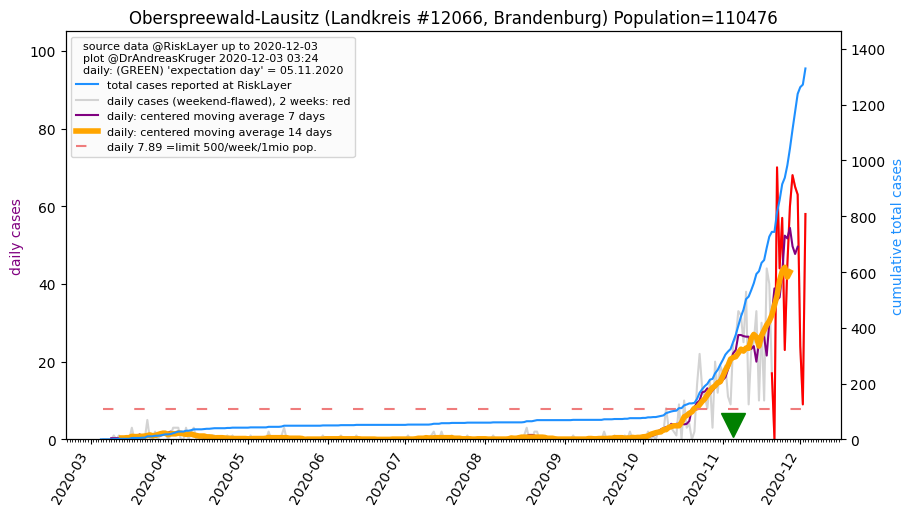 Oberspreewald-Lausitz (Landkreis #12066, Brandenburg) Population=110476
source data @RiskLayer up to 2020-12-03
plot @DrAndreasKruger 2020-12-03 03:24
daily: (GREEN) 'expectation day' = 05.11.2020
total cases reported at RiskLayer
daily cases (weekend-flawed), 2 weeks: red
daily: centered moving average 7 days
daily: centered moving average 14 days
daily 7.89 =limit 500/week/1mio pop.
daily cases
100
80
60
40
20
0
cumulative total cases
1400
1200
1000
800
600
400
200
0
2020-03
2020-04
2020-05
2020-06
2020-07
2020-08
2020-09
2020-10
2020-11
2020-12